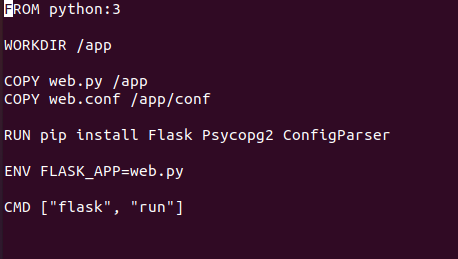 FROM python:3
WORKDIR /app
COPY web.py /app
COPY web.conf /app/conf
RUN pip install Flask Psycopg2 ConfigParser
ENV FLASK_APP=web.py
CMD ["flask", "run"]